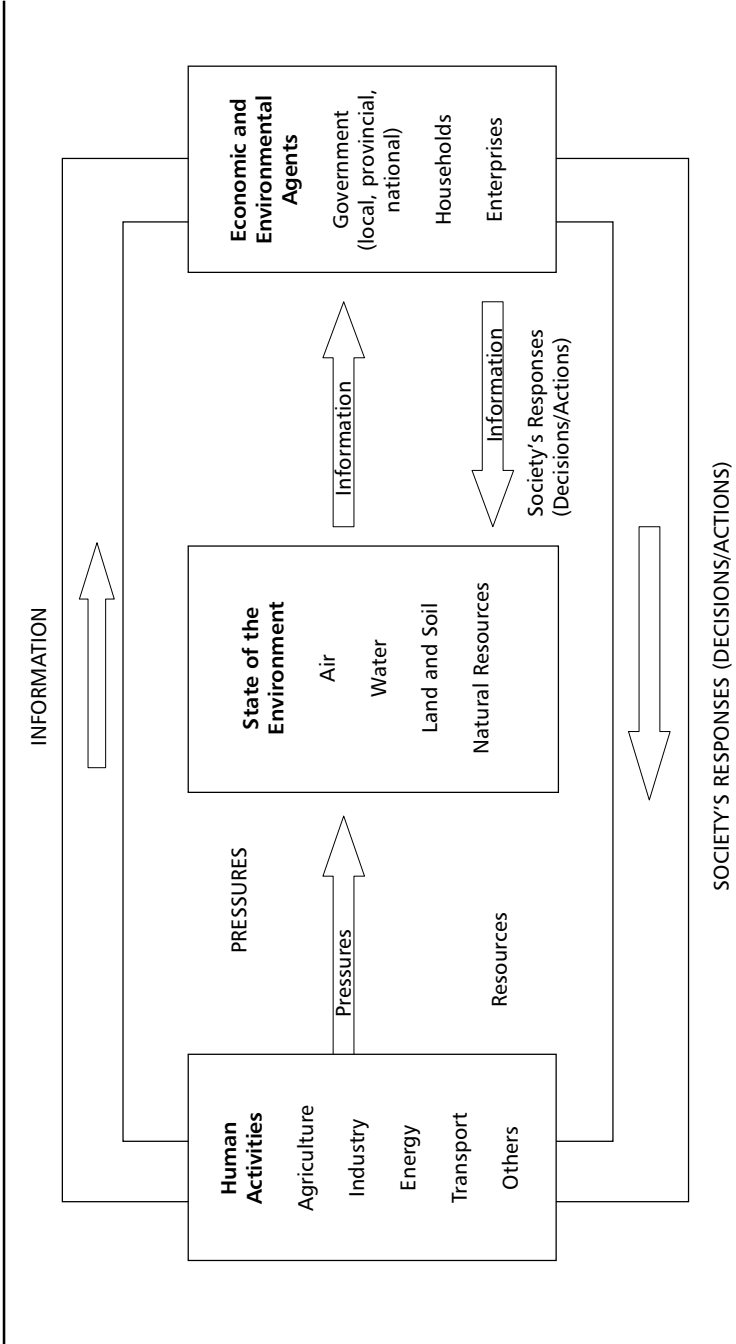 INFORMATION
Human
Activities
Agriculture
Industry
Energy
Transport
Others
PRESSURES
Pressures
Resources
State of the
Environment
Air
Water
Land and Soil
Natural Resources
Information
Information
Society’s Responses
(Decisions/Actions)
Economic and
Environmental
Agents
Government
(local, provincial,
national)
Households
Enterprises
SOCIETY’S RESPONSES (DECISIONS/ACTIONS)